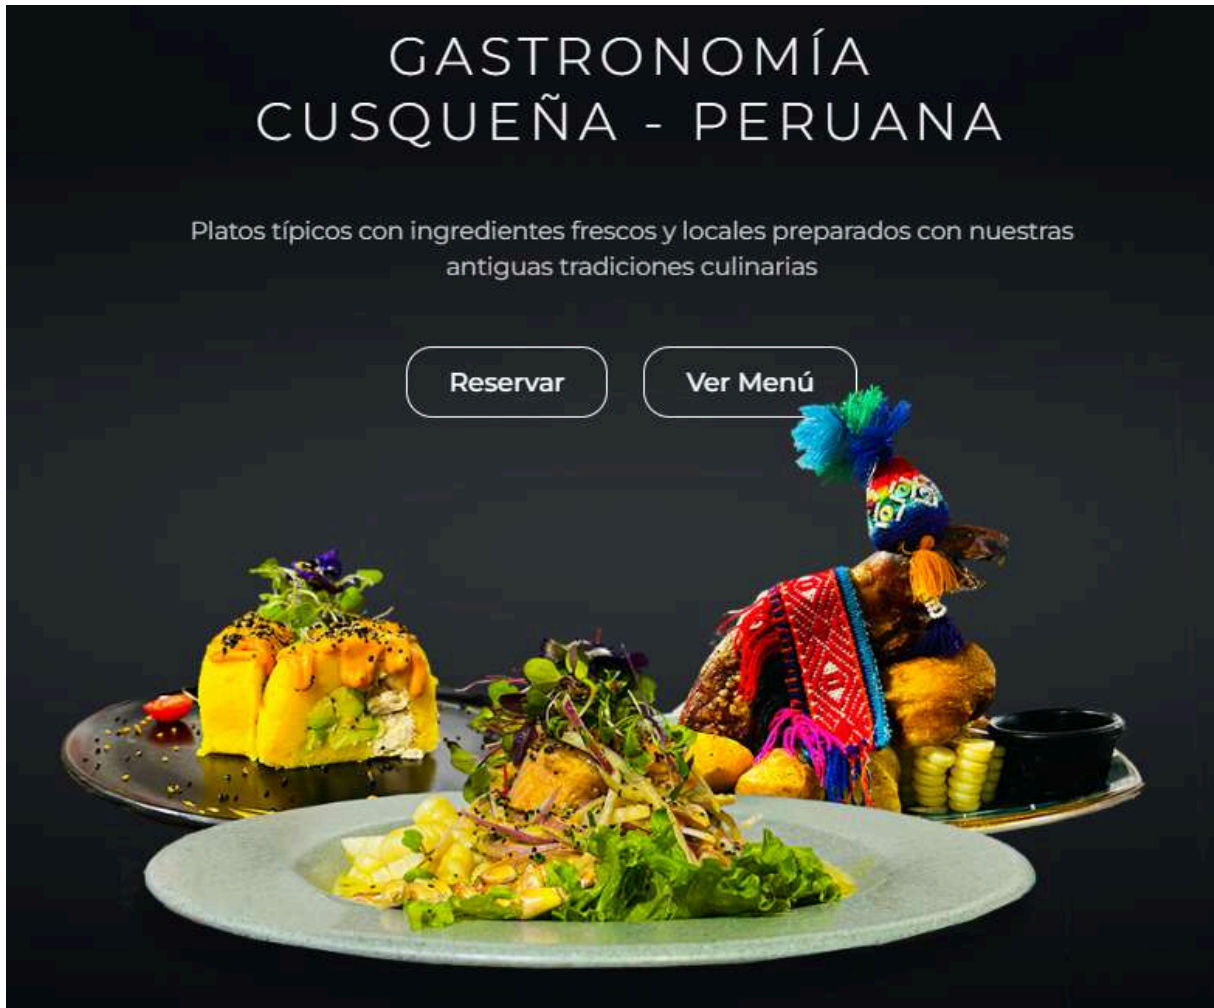 GASTRONOMÍA
CUSQUEÑA - PERUANA
Platos típicos con ingredientes frescos y locales preparados con nuestras
antiguas tradiciones culinarias
Reservar
Ver Menú